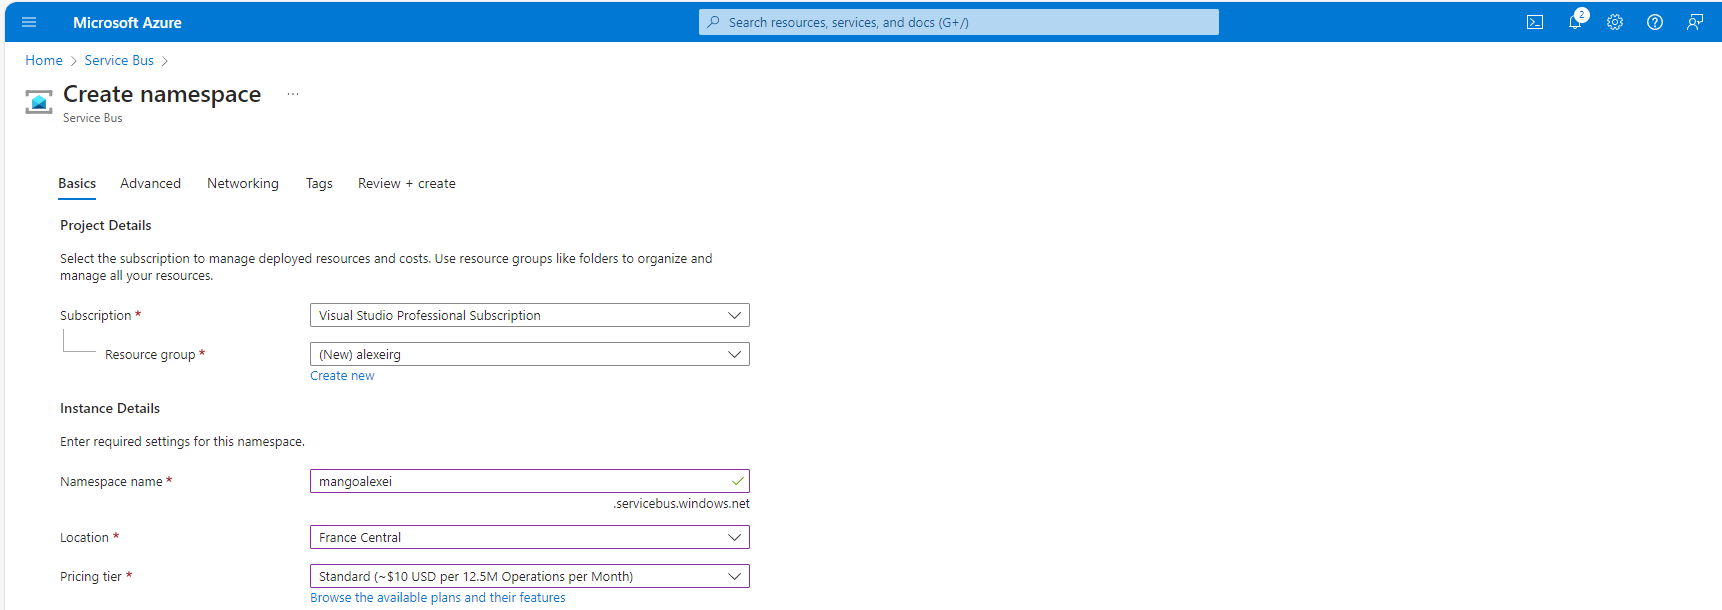 Microsoft Azure
Search resources, services, and docs (G+/)
2
Home > Service Bus >
Create namespace ...
Service Bus
Basics Advanced Networking Tags Review + create
Project Details
Select the subscription to manage deployed resources and costs. Use resource groups like folders to organize and
manage all your resources.
Subscription * Visual Studio Professional Subscription
Resource group * (New) alexeirg
Create new
Instance Details
Enter required settings for this namespace.
Namespace name * mangoalexei
.servicebus.windows.net
Location * France Central
Pricing tier * Standard (~$10 USD per 12.5M Operations per Month)
Browse the available plans and their features